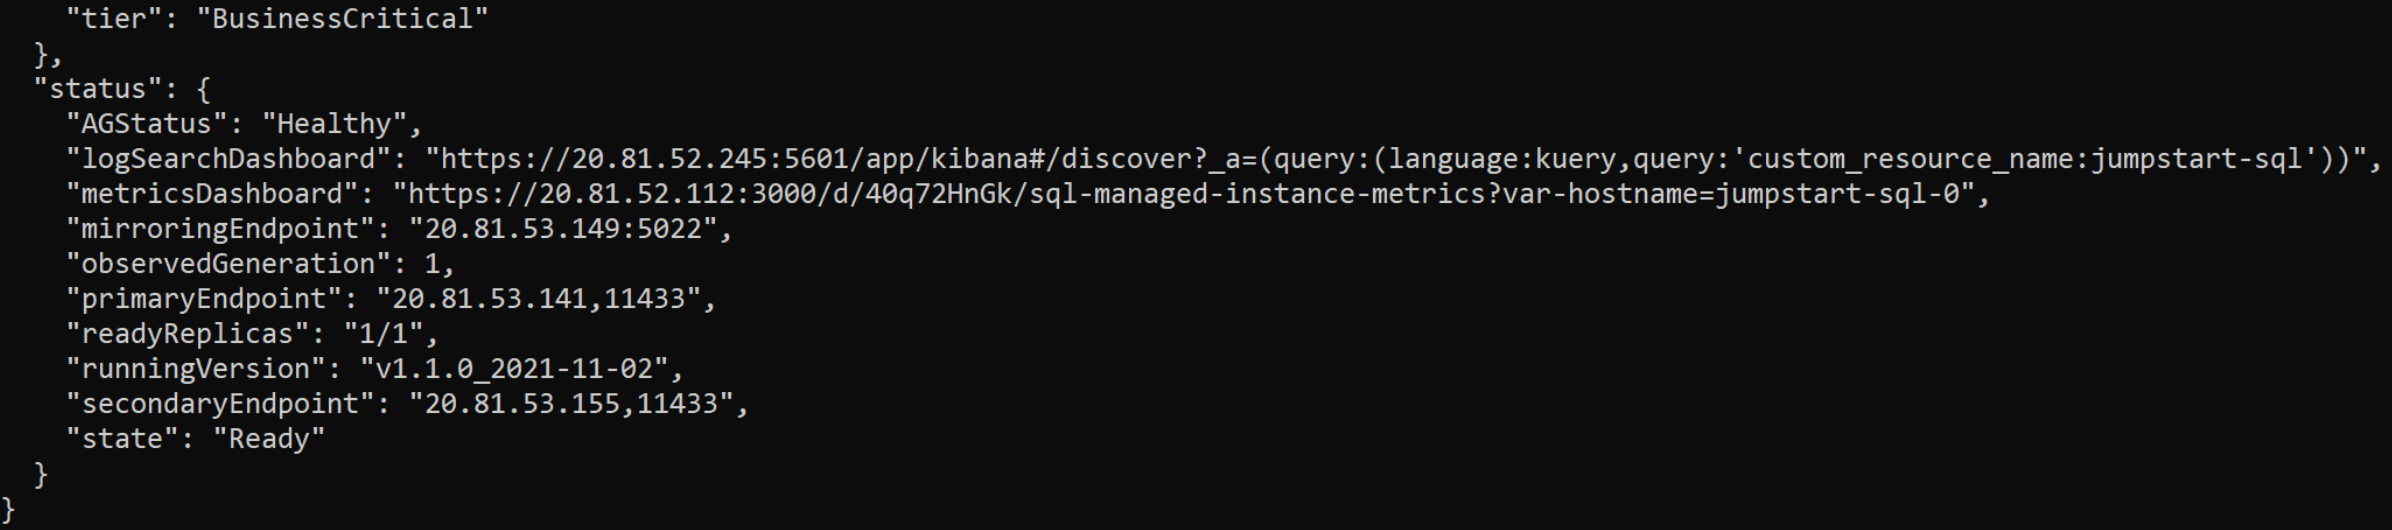 "tier": "BusinessCritical"
},
"status": {
"AGStatus": "Healthy",
"logSearchDashboard": "https://20.81.52.245:5601/app/kibana#/discover?_a=(query:(language:kuery,query:'custom_resource_name:jumpstart-sql'))",
"metricsDashboard": "https://20.81.52.112:3000/d/40q72HnGk/sql-managed-instance-metrics?var-hostname=jumpstart-sql-0",
"mirroringEndpoint": "20.81.53.149:5022",
"observedGeneration": 1,
"primaryEndpoint": "20.81.53.141,11433",
"readyReplicas": "1/1",
"runningVersion": "v1.1.0_2021-11-02",
"secondaryEndpoint": "20.81.53.155,11433",
"state": "Ready"
}
}